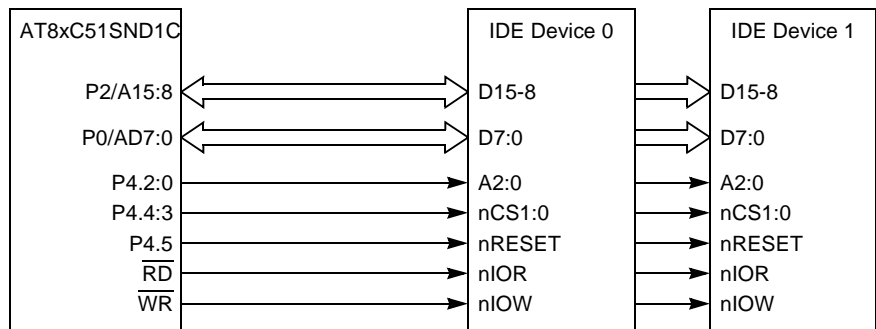 AT8xC51SND1C IDE Device 0 IDE Device 1
P2/A15:8 D15-8 D15-8
P0/AD7:0 D7:0 D7:0
P4.2:0 A2:0 A2:0
P4.4:3 nCS1:0 nCS1:0
P4.5 nRESET nRESET
RD nIOR nIOR
WR nIOW nIOW